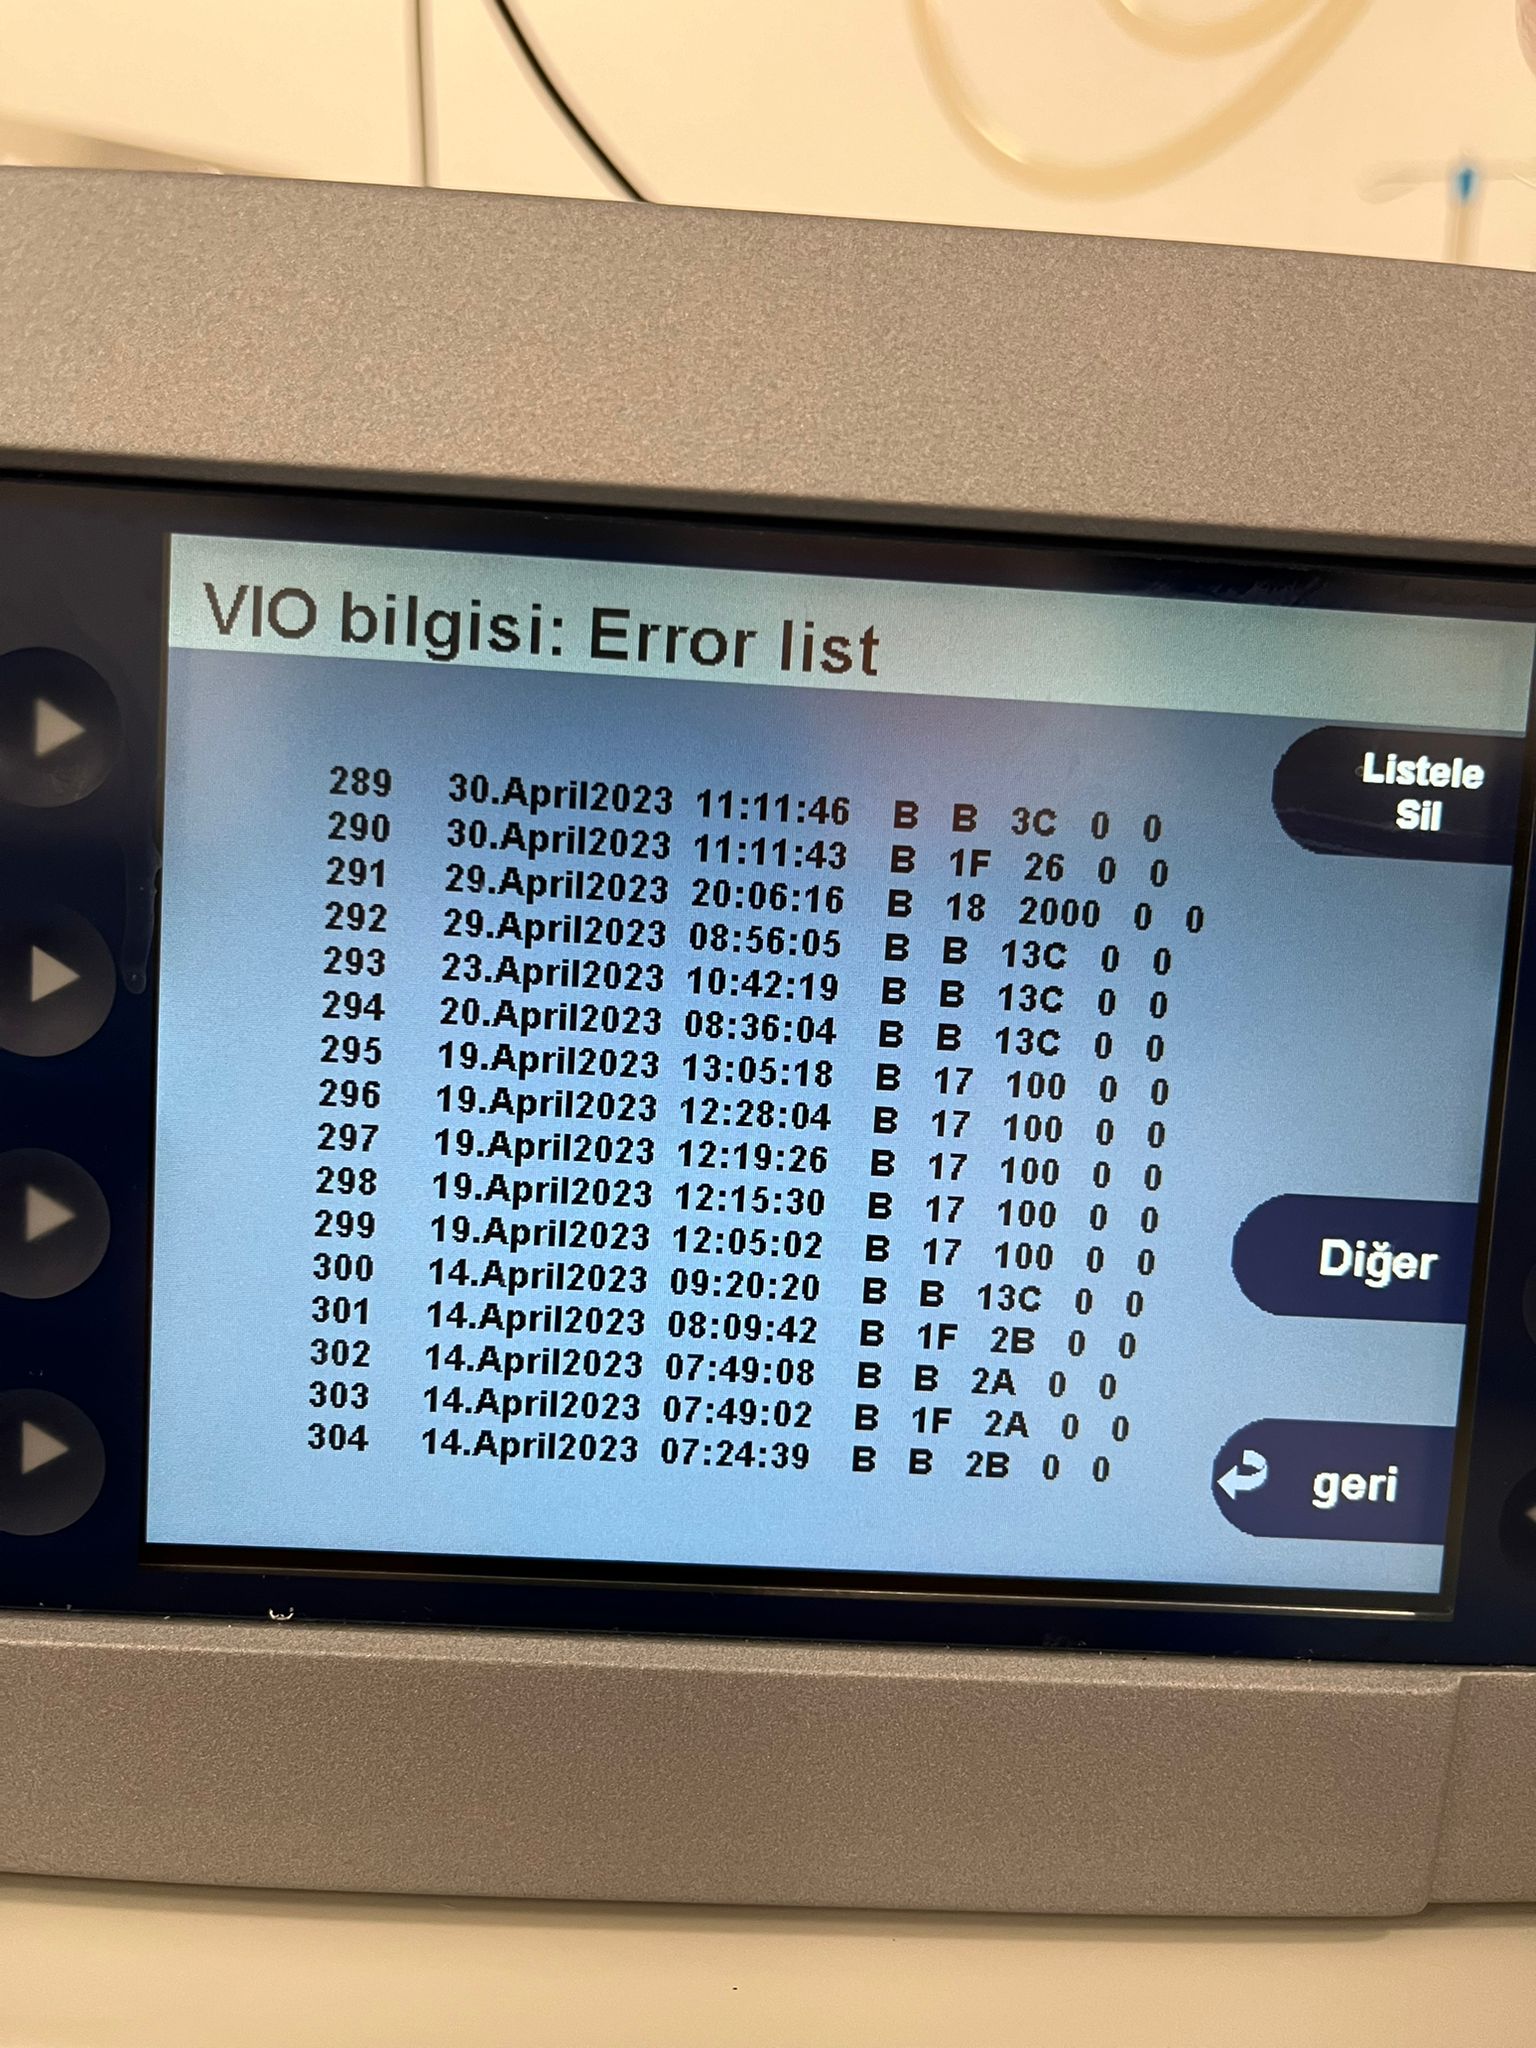 VIO bilgisi: Error list
289 30.April2023 11:11:46 B B 3C 0 0
290 30.April2023 11:11:43 B 1F 26 0 0
291 29.April2023 20:06:16 B 18 2000 0 0
292 29.April2023 08:56:05 B B 13C 0 0
293 23.April2023 10:42:19 B B 13C 0 0
294 20.April2023 08:36:04 B B 13C 0 0
295 19.April2023 13:05:18 B 17 100 0 0
296 19.April2023 12:28:04 B 17 100 0 0
297 19.April2023 12:19:26 B 17 100 0 0
298 19.April2023 12:15:30 B 17 100 0 0
299 19.April2023 12:05:02 B 17 100 0 0
300 14.April2023 09:20:20 B B 13C 0 0
301 14.April2023 08:09:42 B 1F 2B 0 0
302 14.April2023 07:49:08 B B 2A 0 0
303 14.April2023 07:49:02 B 1F 2A 0 0
304 14.April2023 07:24:39 B B 2B 0 0
Listele
Sil
Diğer
geri